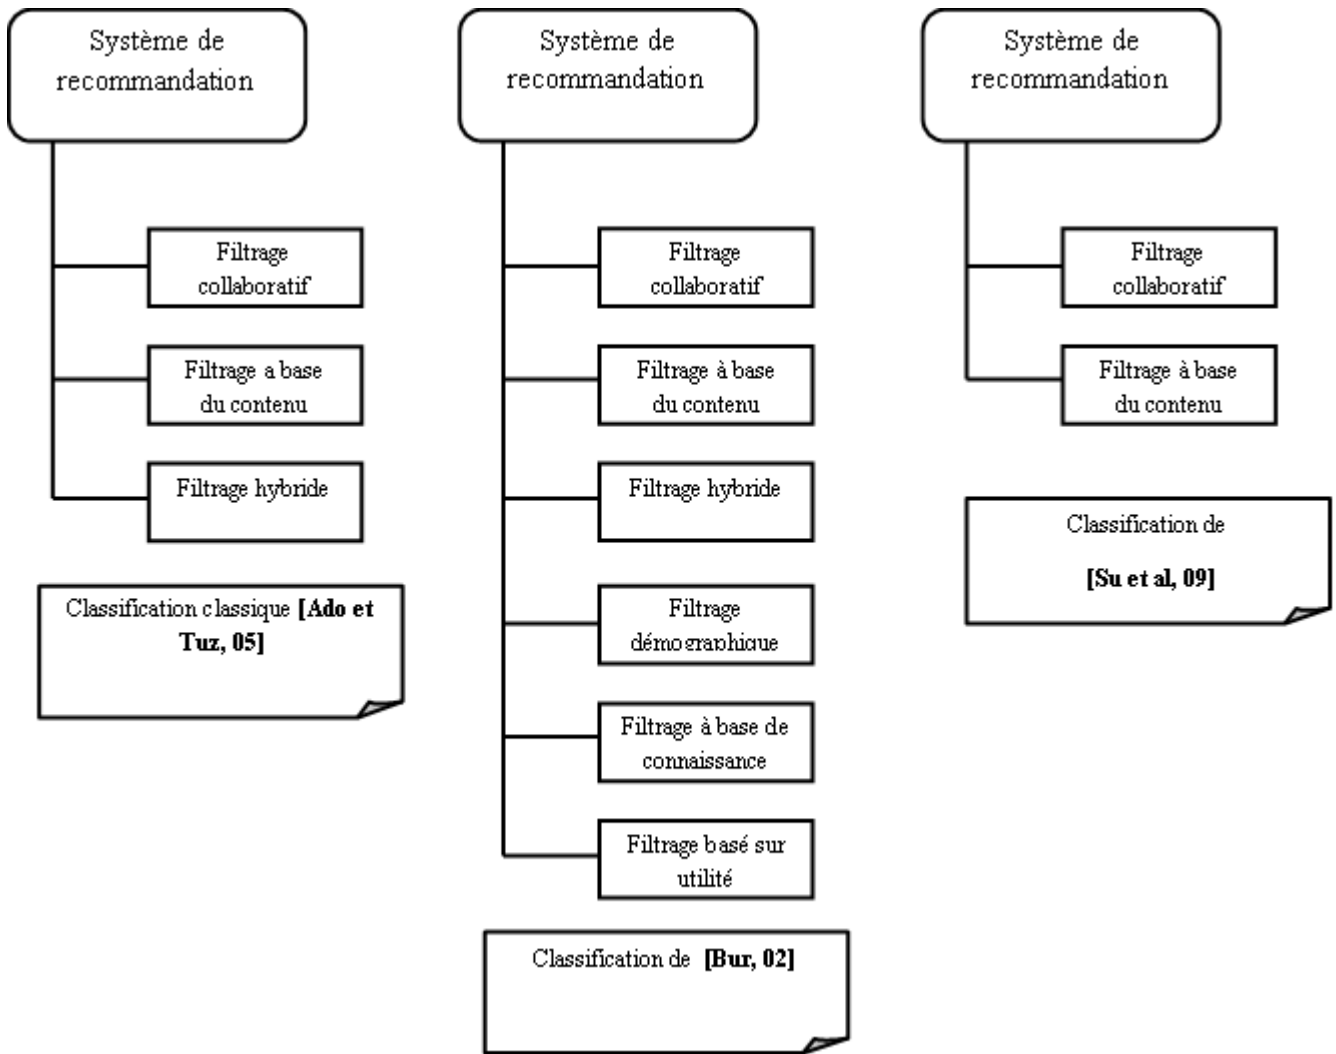 Système de
recommandation
Filtrage
collaboratif
Filtrage a base
du contenu
Filtrage hybride
Classification classique [Ado et
Tuz, 05]
Système de
recommandation
Filtrage
collaboratif
Filtrage à base
du contenu
Filtrage hybride
Filtrage
démographique
Filtrage à base de
connaissance
Filtrage basé sur
utilité
Classification de [Bur, 02]
Système de
recommandation
Filtrage
collaboratif
Filtrage à base
du contenu
Classification de
[Su et al, 09]